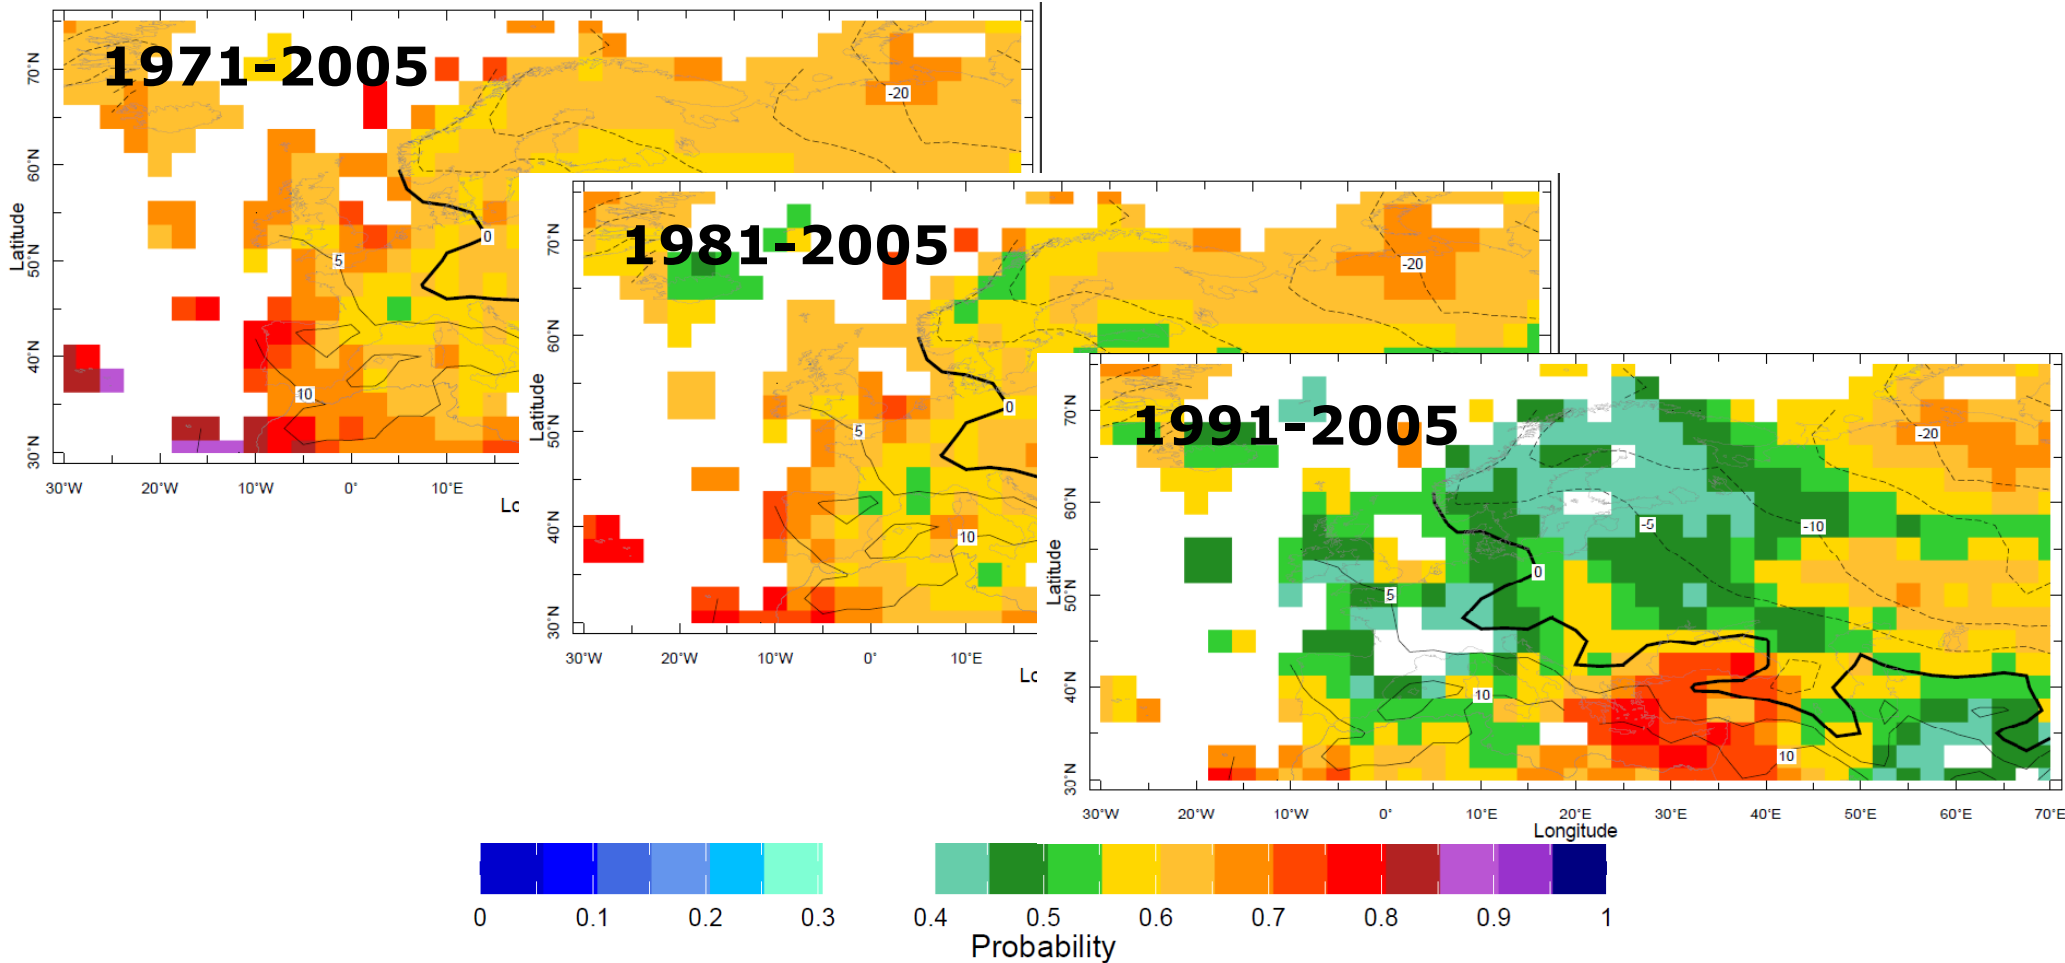 1971-2005
70°N
60°N
50°N
40°N
30°N
Latitude
-20
0
5
10
30°W
20°W
10°W
0°
10°E
Lo
1981-2005
70°N
60°N
50°N
40°N
30°N
Latitude
-20
0
5
10
30°W
20°W
10°W
0°
10°E
Lo
1991-2005
70°N
60°N
50°N
40°N
30°N
Latitude
-20
-10
-5
0
5
10
10
30°W
20°W
10°W
0°
10°E
20°E
30°E
40°E
50°E
60°E
70°E
Longitude
0 0.1 0.2 0.3 0.4 0.5 0.6 0.7 0.8 0.9 1
Probability